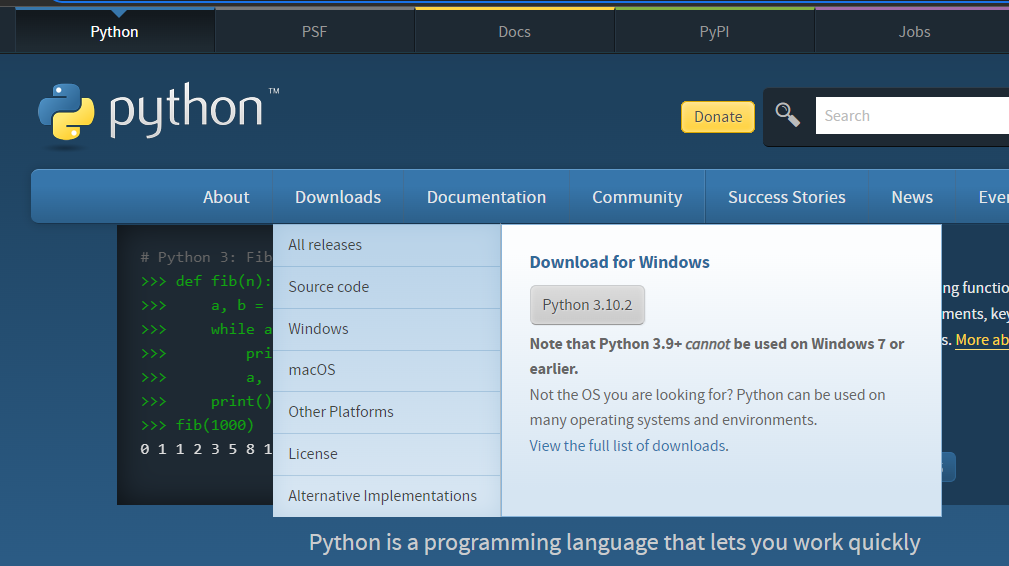 Python PSF Docs PyPI Jobs
python™
Donate Search
About Downloads Documentation Community Success Stories News
# Python 3: Fib
>>> def fib(n):
>>> a, b =
>>> while a
>>> pri
>>> a,
>>> print()
>>> fib(1000)
0 1 1 2 3 5 8 1
All releases
Source code
Windows
macOS
Other Platforms
License
Alternative Implementations
Download for Windows
Python 3.10.2
Note that Python 3.9+ cannot be used on Windows 7 or
earlier.
Not the OS you are looking for? Python can be used on
many operating systems and environments.
View the full list of downloads.
ng functio
ments, key
s. More ab
Python is a programming language that lets you work quickly